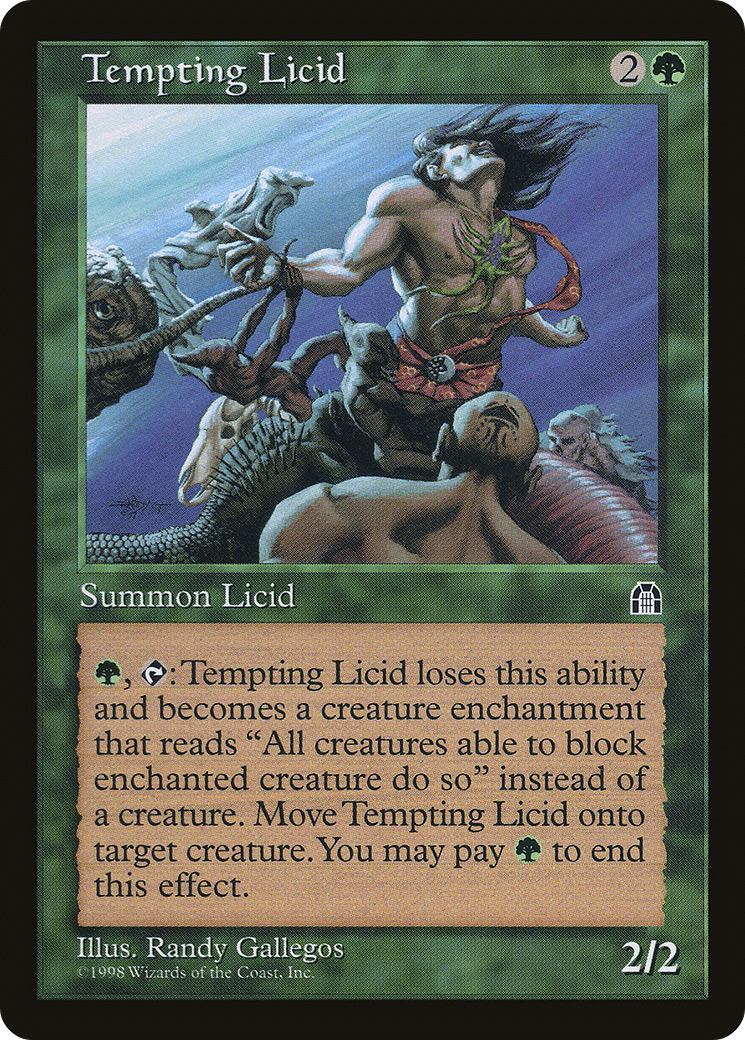 Tempting Licid 2
Summon Licid
, : Tempting Licid loses this ability
and becomes a creature enchantment
that reads “All creatures able to block
enchanted creature do so” instead of
a creature. Move Tempting Licid onto
target creature. You may pay to end
this effect.
Illus. Randy Gallegos
©1998 Wizards of the Coast, Inc.
2/2